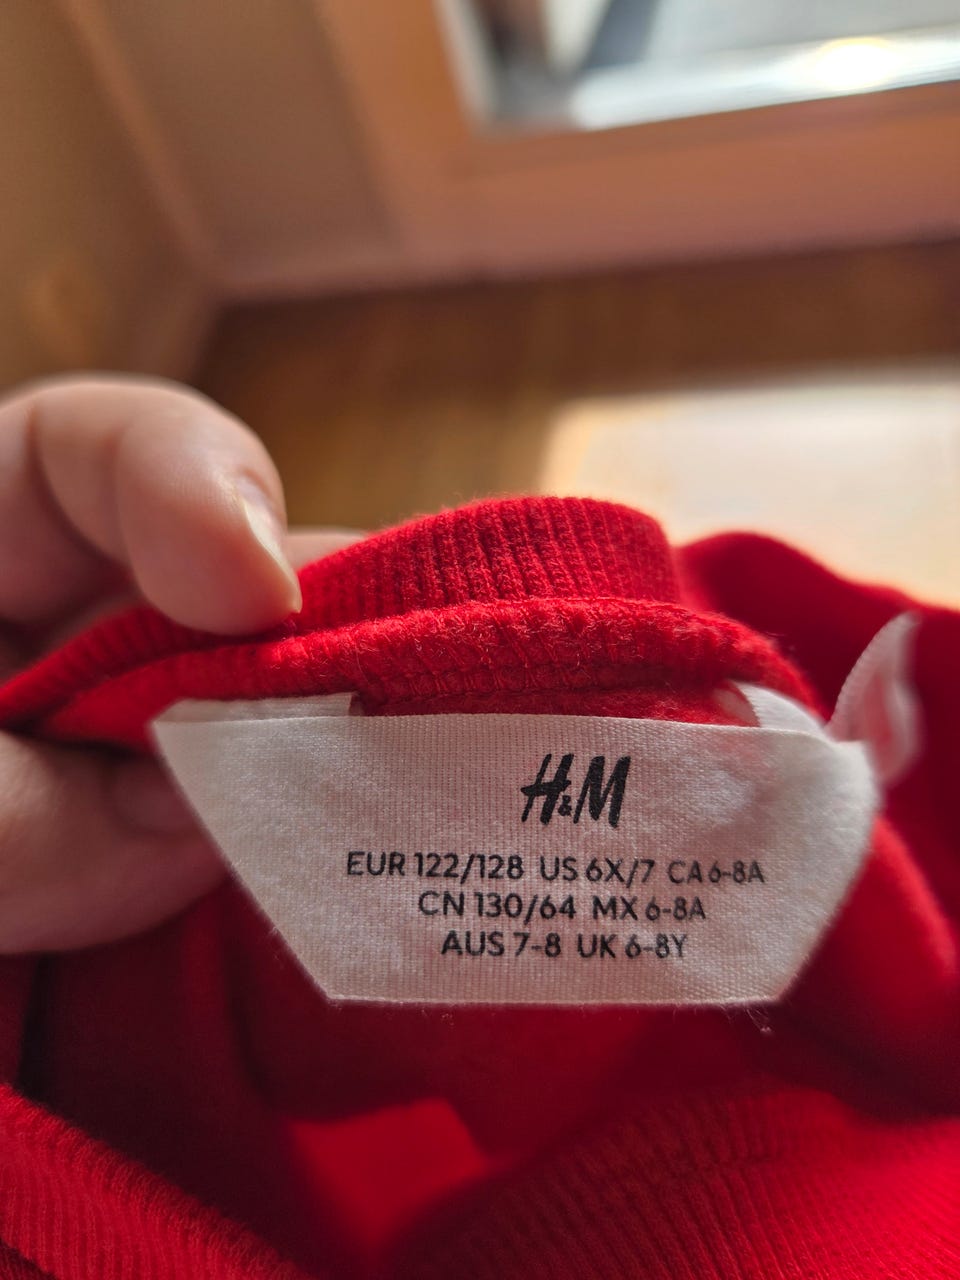 H&M
EUR 122/128 US 6X/7 CA 6-8A
CN 130/64 MX 6-8A
AUS 7-8 UK 6-8Y